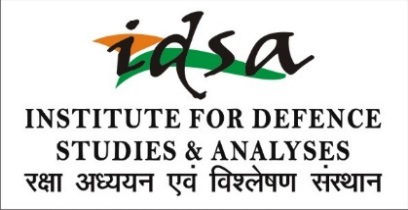 idsa
INSTITUTE FOR DEFENCE
STUDIES & ANALYSES
रक्षा अध्ययन एवं विश्लेषण संस्थान